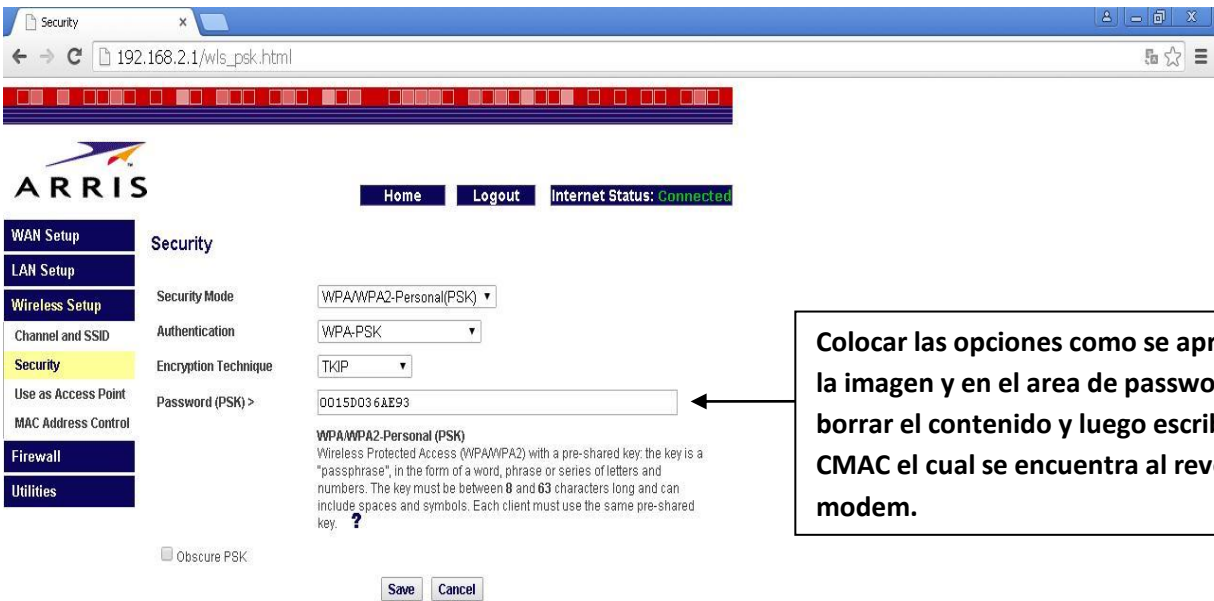 Security
192.168.2.1/wls_psk.html
ARRIS
Home Logout Internet Status: Connected
WAN Setup
LAN Setup
Wireless Setup
Channel and SSID
Security
Use as Access Point
MAC Address Control
Firewall
Utilities
Security
Security Mode WPA/WPA2-Personal(PSK)
Authentication WPA-PSK
Encryption Technique TKIP
Password (PSK) > 0015D036AE93
WPA/WPA2-Personal (PSK)
Wireless Protected Access (WPA/WPA2) with a pre-shared key: the key is a
"passphrase", in the form of a word, phrase or series of letters and
numbers. The key must be between 8 and 63 characters long and can
include spaces and symbols. Each client must use the same pre-shared
key. ?
Obscure PSK
Save Cancel
Colocar las opciones como se
la imagen y en el area de
borrar el contenido y luego
CMAC el cual se encuentra al
modem.